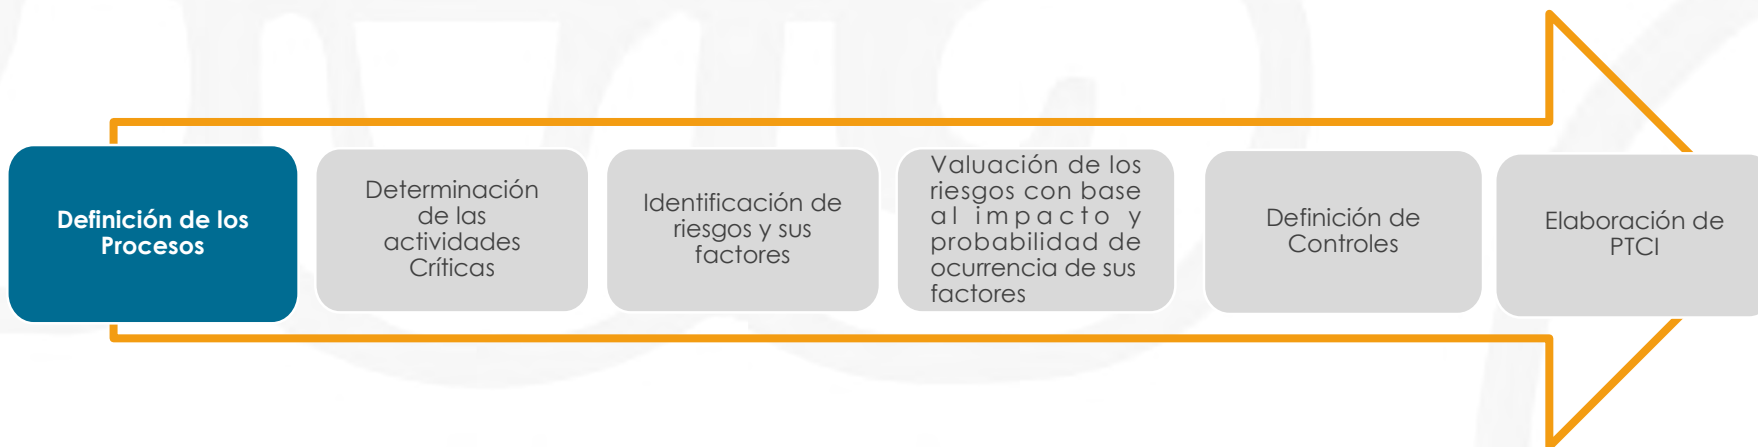 Definición de los
Procesos
Determinación
de las
actividades
Críticas
Identificación de
riesgos y sus
factores
Valuación de los
riesgos con base
al impacto y
probabilidad de
ocurrencia de sus
factores
Definición de
Controles
Elaboración de
PTCI